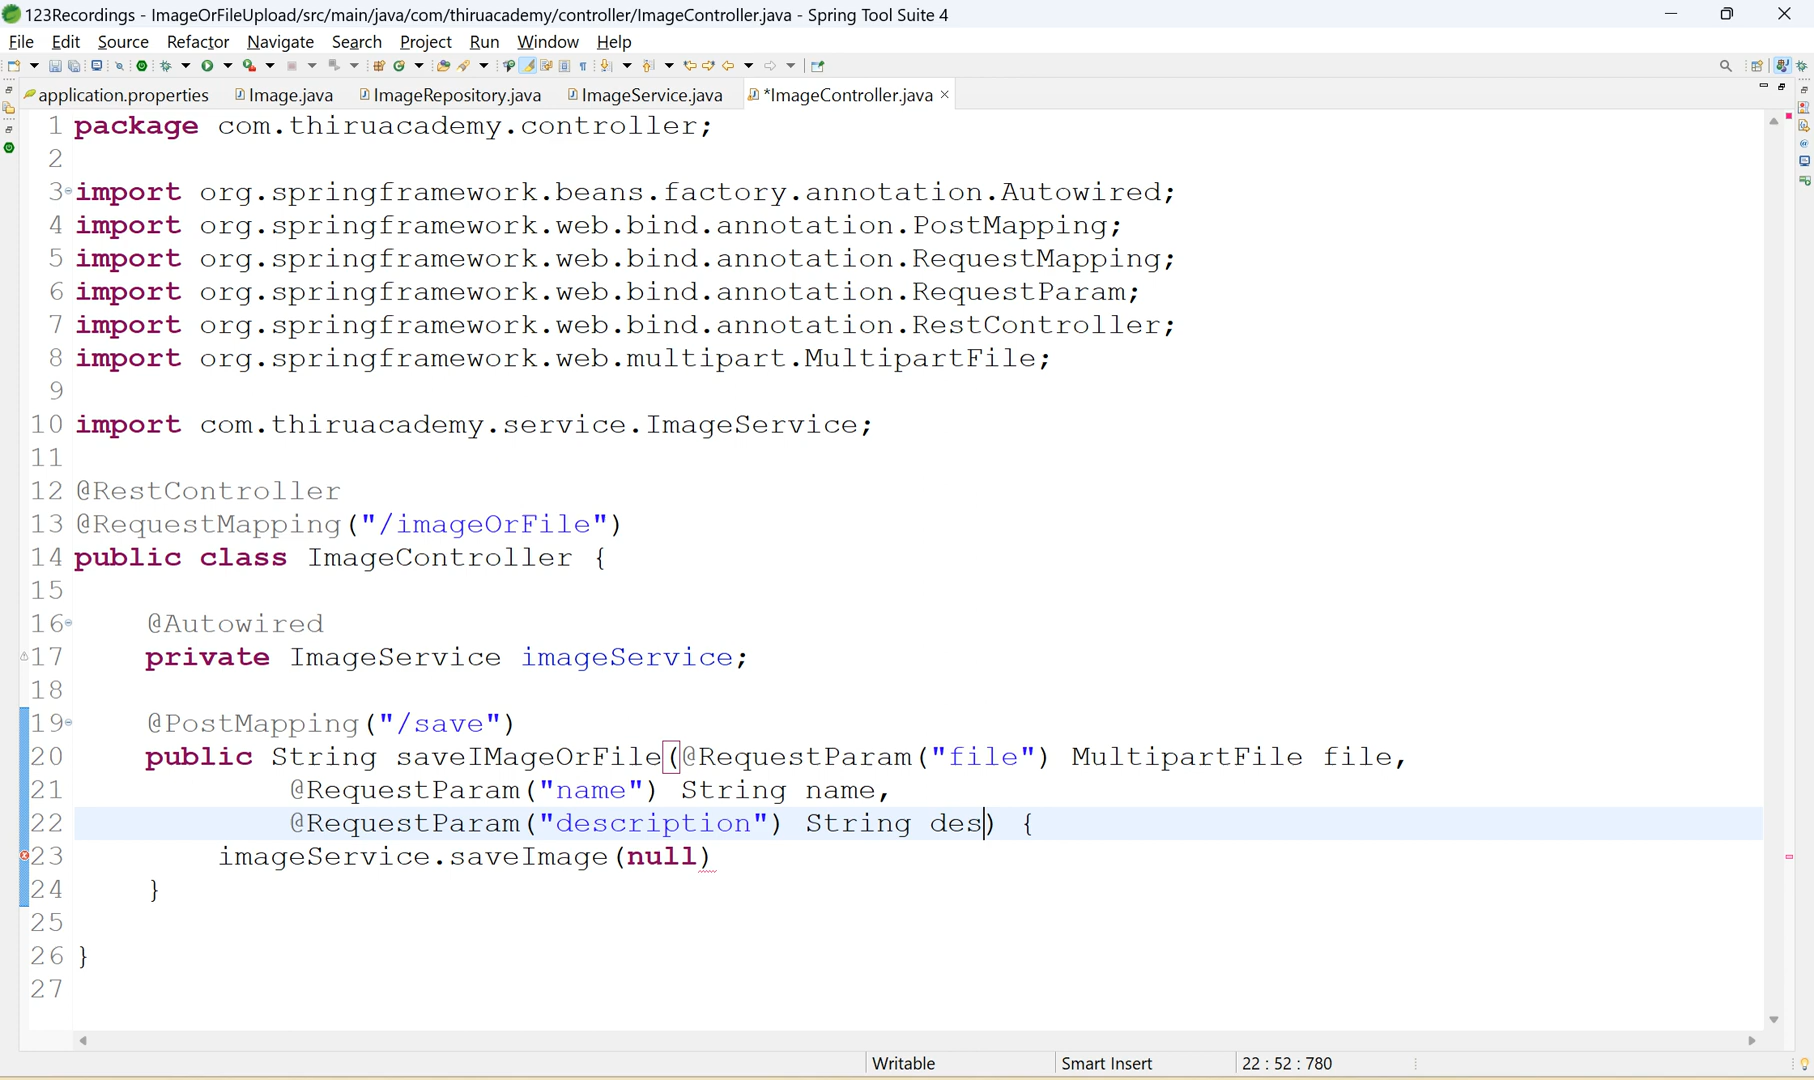 123Recordings - ImageOrFileUpload/src/main/java/com/thiruacademy/controller/ImageController.java - Spring Tool Suite 4
File Edit Source Refactor Navigate Search Project Run Window Help
application.properties Image.java ImageRepository.java ImageService.java *ImageController.java
1 package com.thiruacademy.controller;
2
3 import org.springframework.beans.factory.annotation.Autowired;
4 import org.springframework.web.bind.annotation.PostMapping;
5 import org.springframework.web.bind.annotation.RequestMapping;
6 import org.springframework.web.bind.annotation.RequestParam;
7 import org.springframework.web.bind.annotation.RestController;
8 import org.springframework.web.multipart.MultipartFile;
9
10 import com.thiruacademy.service.ImageService;
11
12 @RestController
13 @RequestMapping("/imageOrFile")
14 public class ImageController {
15
16 @Autowired
17 private ImageService imageService;
18
19 @PostMapping("/save")
20 public String saveIMageOrFile(@RequestParam("file") MultipartFile file,
21 @RequestParam("name") String name,
22 @RequestParam("description") String des) {
23 imageService.saveImage(null)
24 }
25
26 }
27
Writable Smart Insert 22 : 52 : 780